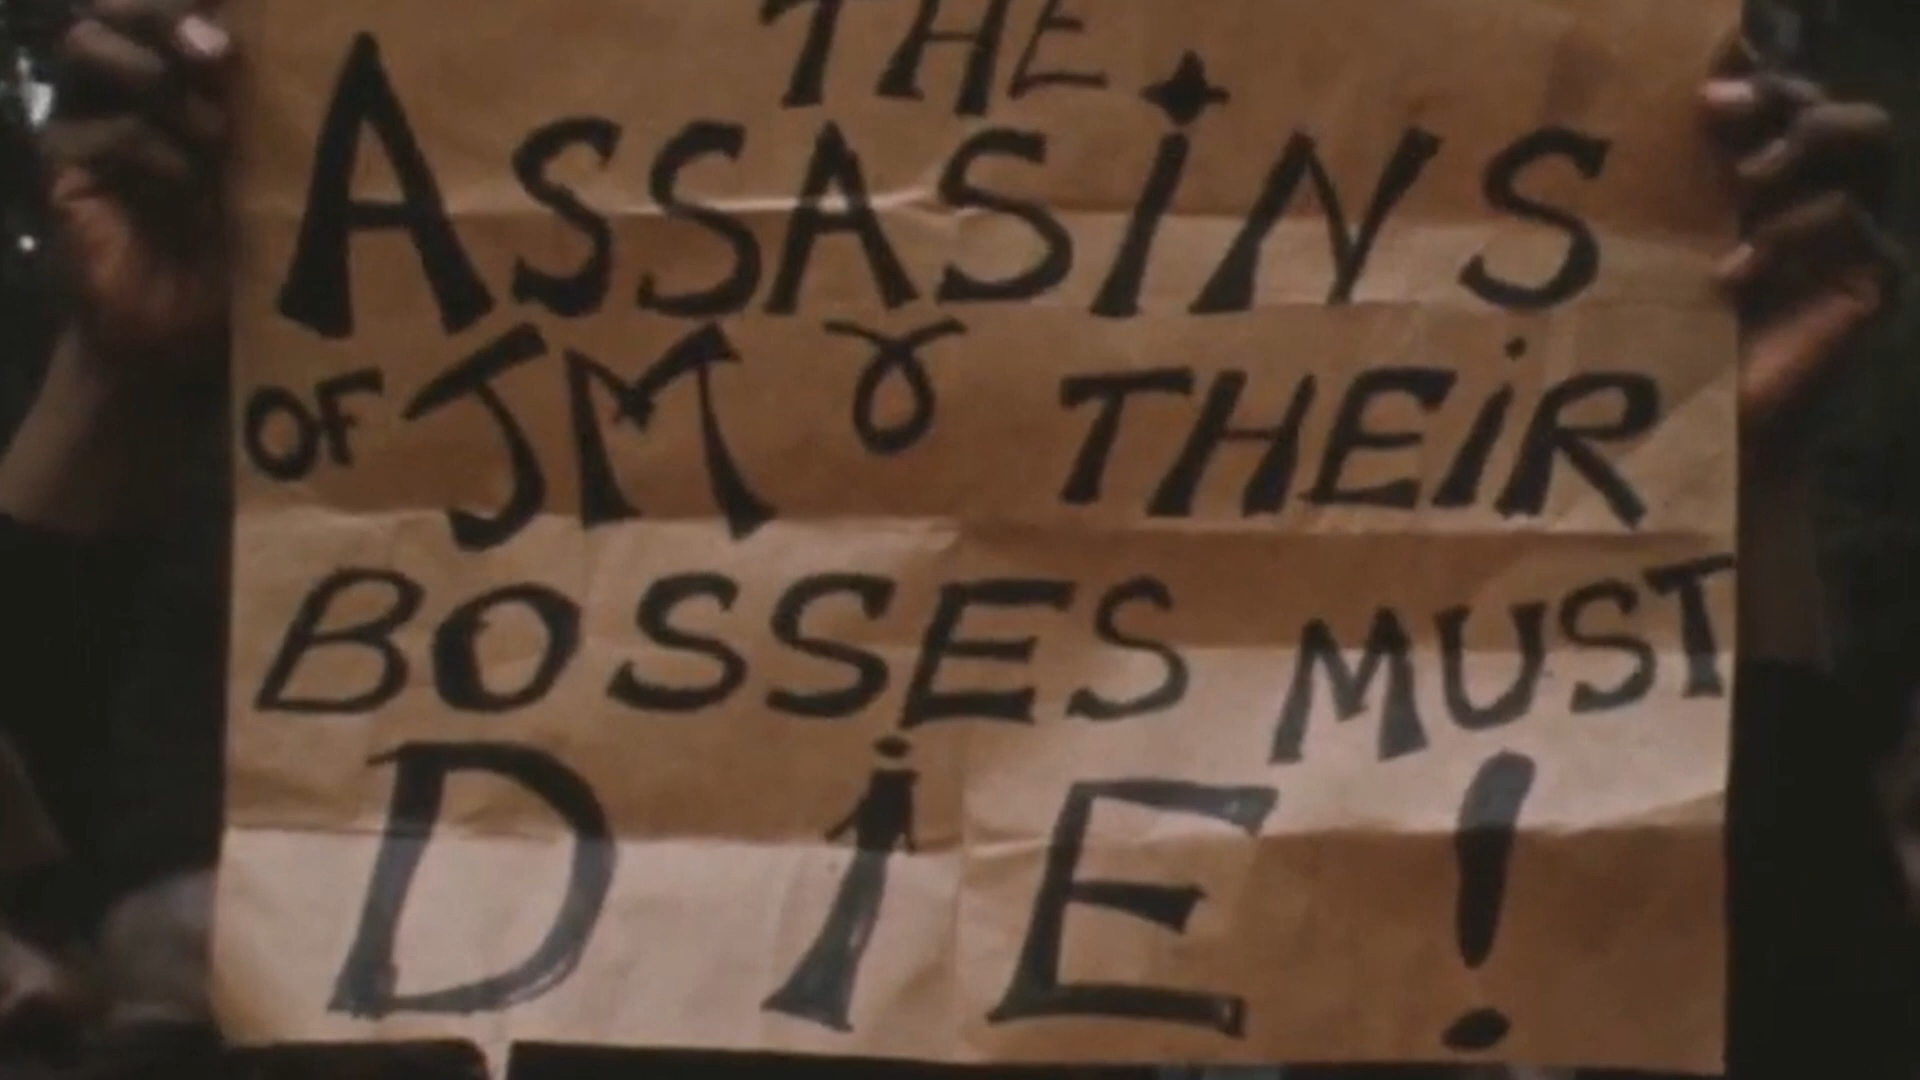 THE
ASSASiNS
OF JM & THEiR
BOSSES MUST
DiE!